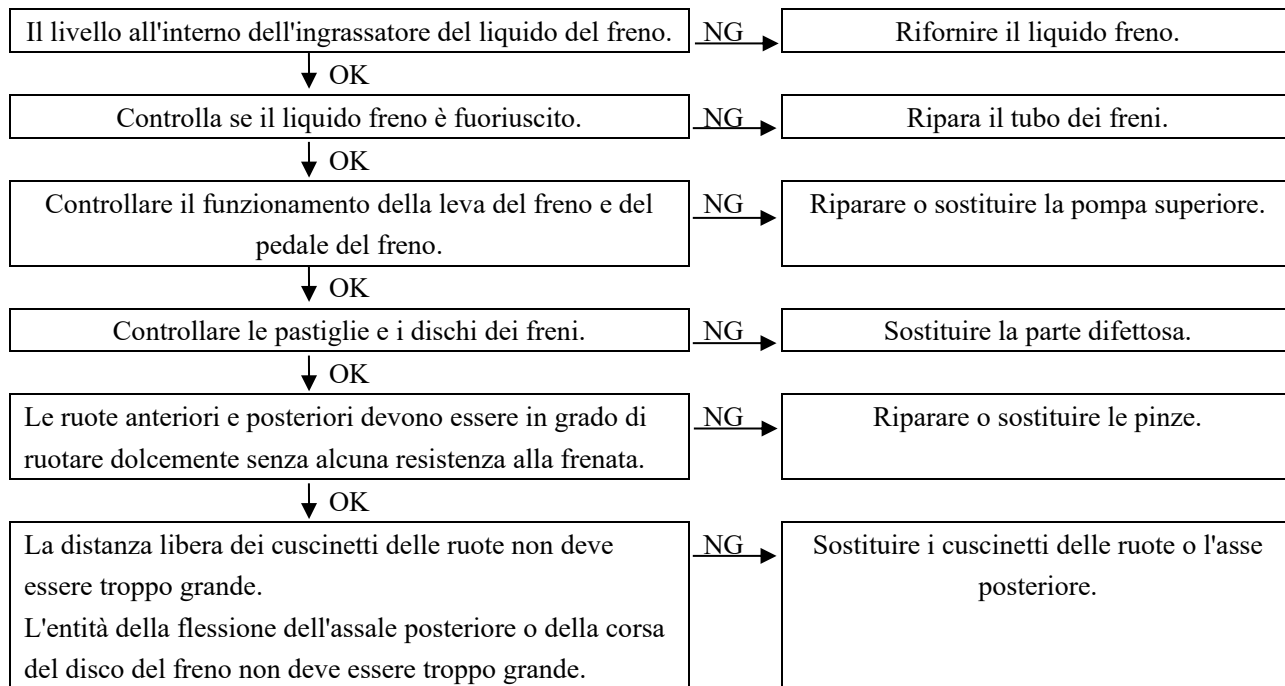 Il livello all'interno dell'ingrassatore del liquido del freno.
NG
Rifornire il liquido freno.
OK
Controlla se il liquido freno è fuoriuscito.
NG
Ripara il tubo dei freni.
OK
Controllare il funzionamento della leva del freno e del
pedale del freno.
NG
Riparare o sostituire la pompa superiore.
OK
Controllare le pastiglie e i dischi dei freni.
NG
Sostituire la parte difettosa.
OK
Le ruote anteriori e posteriori devono essere in grado di
ruotare dolcemente senza alcuna resistenza alla frenata.
NG
Riparare o sostituire le pinze.
OK
La distanza libera dei cuscinetti delle ruote non deve
essere troppo grande.
L'entità della flessione dell'assale posteriore o della corsa
del disco del freno non deve essere troppo grande.
NG
Sostituire i cuscinetti delle ruote o l'asse
posteriore.